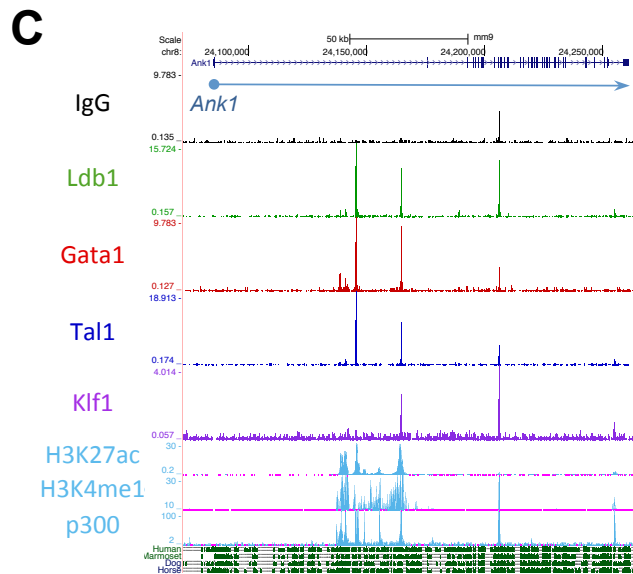 C
Scale 50 kb mm9
chr8: 24,100,000 24,150,000 24,200,000 24,250,000
Ank1
9.783 -
Ank1
IgG
0.135 _
15.724 -
Ldb1
0.157 _
9.783 -
Gata1
0.127 _
18.913 -
Tal1
0.174 _
4.014 -
Klf1
0.057 _
H3K27ac
30 _
0.2 _
H3K4me1
30 _
10 _
p300
100 _
2 _
Human
Marmoset
Dog
Horse